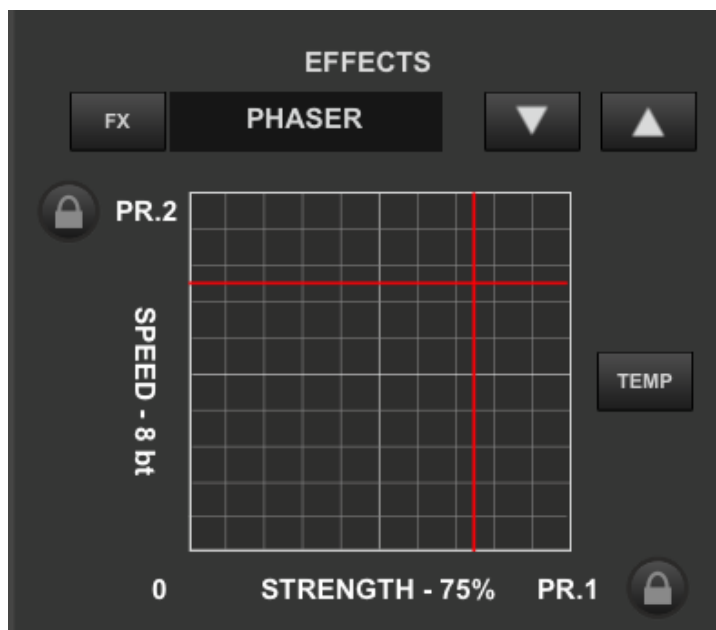 EFFECTS
FX PHASER
PR.2
SPEED - 8 bt
TEMP
0 STRENGTH - 75% PR.1